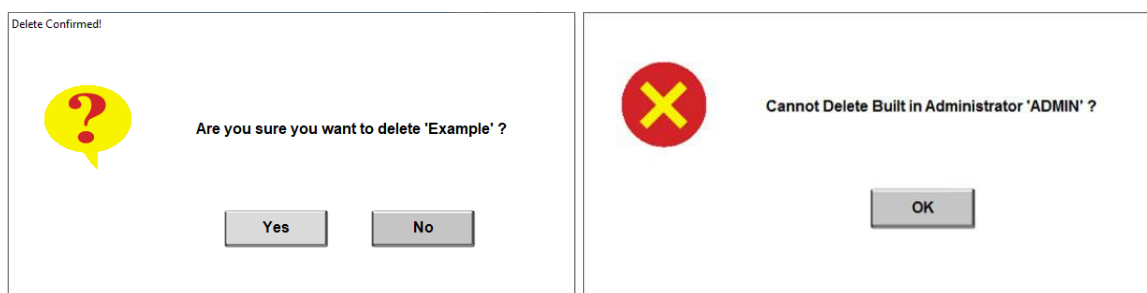 Delete Confirmed!
?
Are you sure you want to delete 'Example' ?
Yes
No
Cannot Delete Built in Administrator 'ADMIN' ?
OK